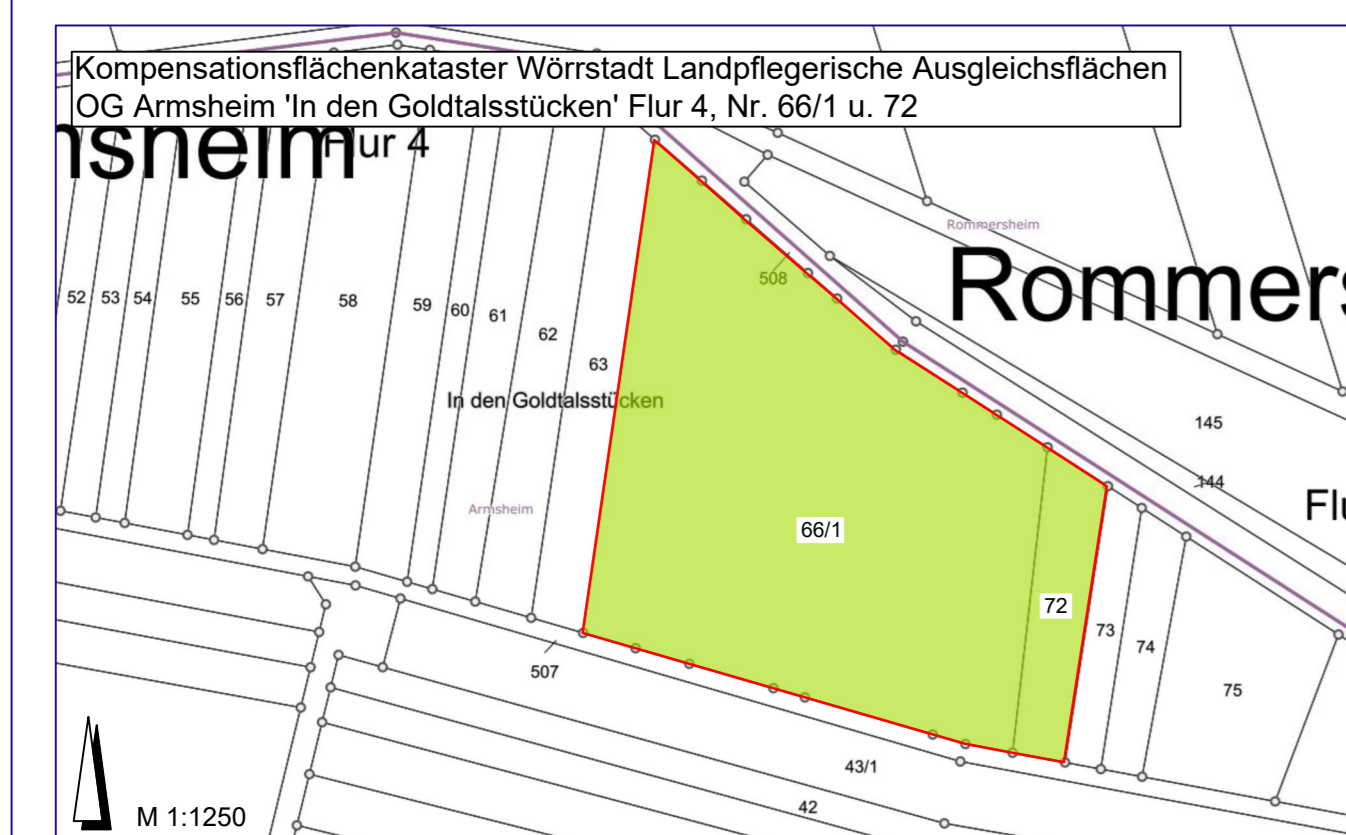 Kompensationsflächenkataster Wörrstadt Landpflegerische Ausgleichsflächen
OG Armsheim 'In den Goldtalsstücken' Flur 4, Nr. 66/1 u. 72
Flur 4
Rommersheim
508
52 53 54 55 56 57 58 59 60 61 62
63
In den Goldtalsstücken
145
144
Armsheim
66/1
72
73
74
75
507
43/1
42
M 1:1250